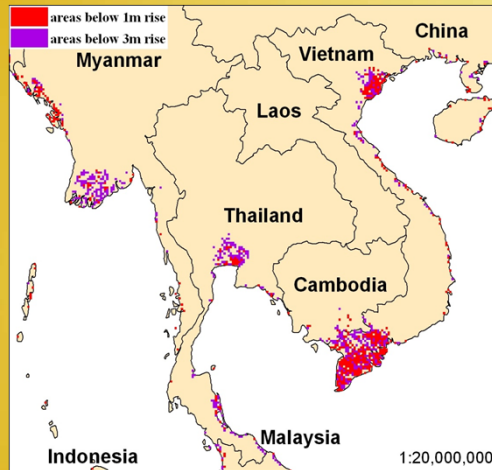 areas below 1m rise
areas below 3m rise
China
Vietnam
Myanmar
Laos
Thailand
Cambodia
Malaysia
Indonesia
1:20,000,000